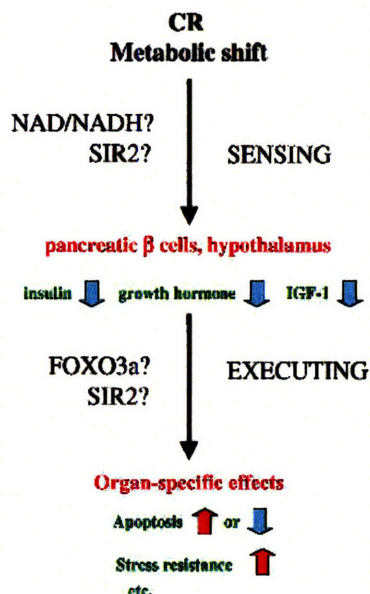 CR
Metabolic shift
NAD/NADH?
SIR2?
SENSING
pancreatic β cells, hypothalamus
insulin growth hormone IGF-1
FOXO3a?
SIR2?
EXECUTING
Organ-specific effects
Apoptosis or
Stress resistance
etc.